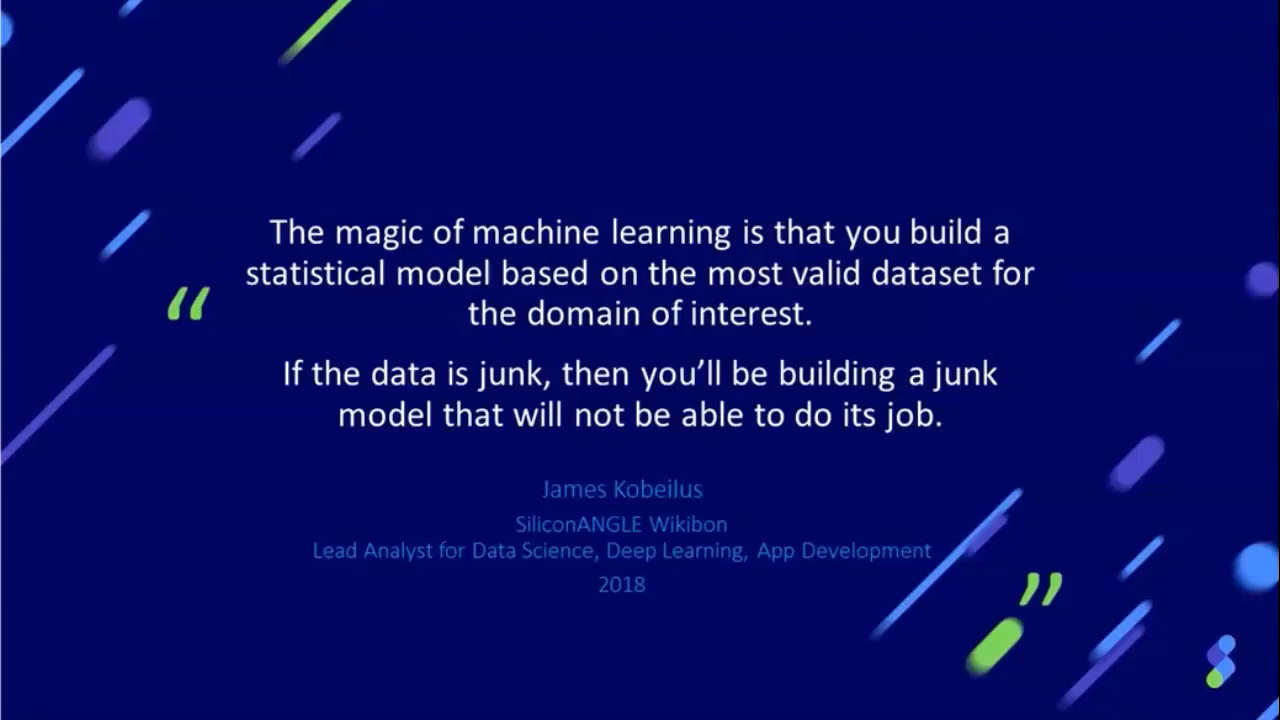 The magic of machine learning is that you build a
statistical model based on the most valid dataset for
“
the domain of interest.
If the data is junk, then you’ll be building a junk
model that will not be able to do its job.
James Kobeilus
SiliconANGLE Wikibon
Lead Analyst for Data Science, Deep Learning, App Development
2018
”